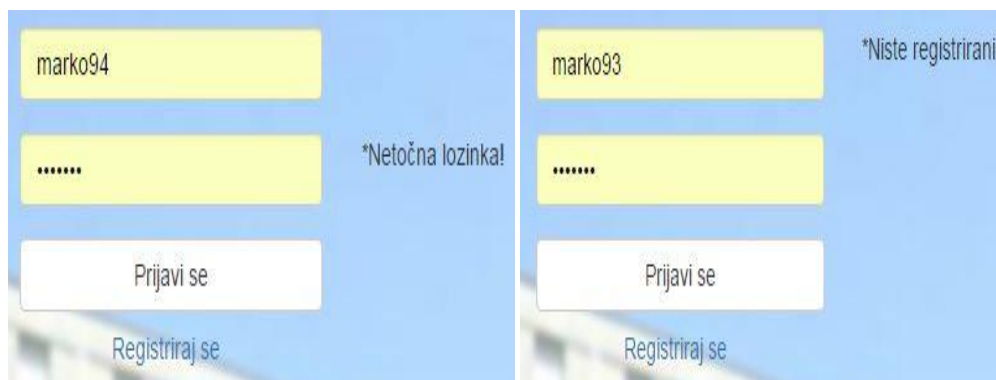 marko94
•••••••
*Netočna lozinka!
Prijavi se
Registriraj se
marko93
*Niste registrirani
•••••••
Prijavi se
Registriraj se